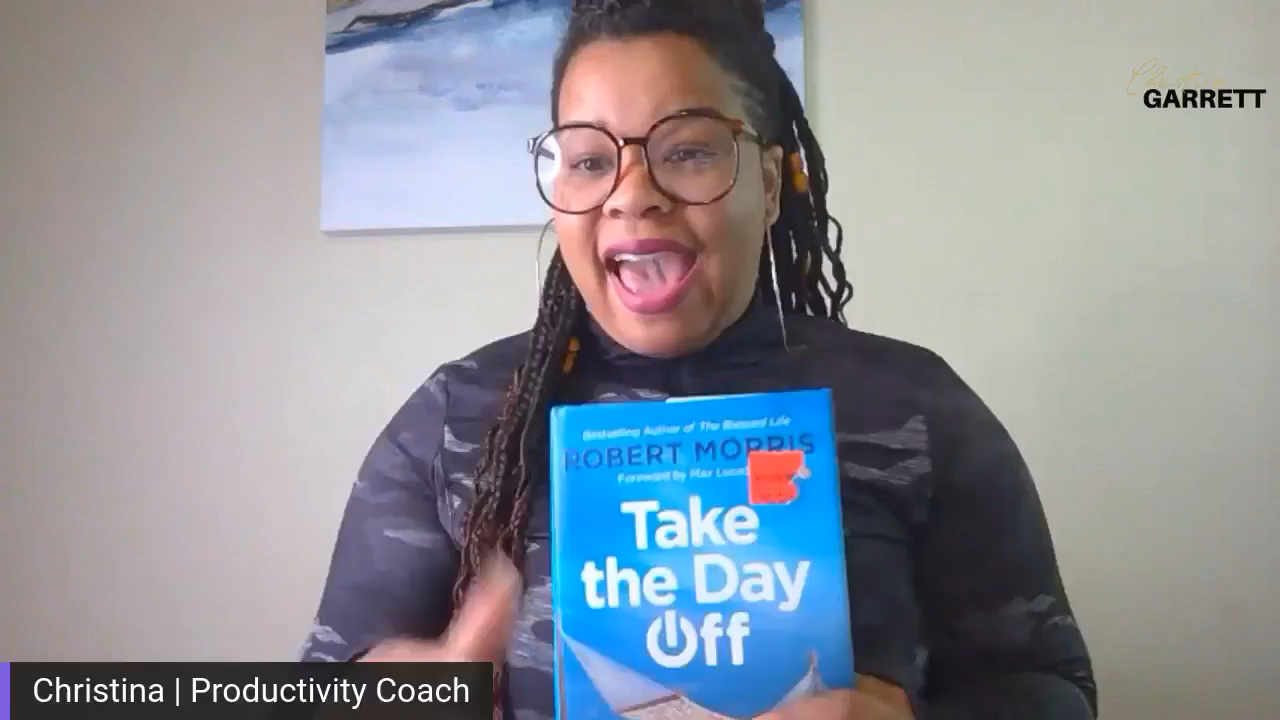 Christina
GARRETT
Bestselling Author of The Blessed Life
ROBERT MORRIS
Foreword by Max
Take
the Day
Off
Christina | Productivity Coach